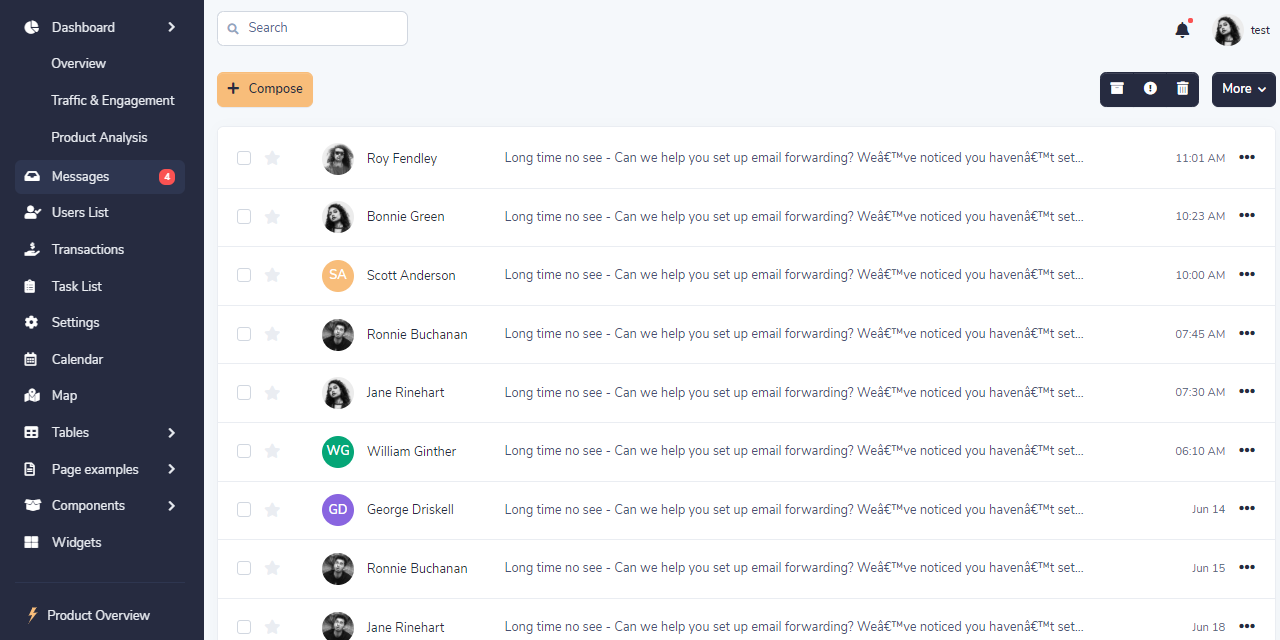 Dashboard
Overview
Traffic & Engagement
Product Analysis
Messages 4
Users List
Transactions
Task List
Settings
Calendar
Map
Tables
Page examples
Components
Widgets
Product Overview
Search
test
Compose
More
Roy Fendley Long time no see - Can we help you set up email forwarding? Weâ€™ve noticed you havenâ€™t set... 11:01 AM
Bonnie Green Long time no see - Can we help you set up email forwarding? Weâ€™ve noticed you havenâ€™t set... 10:23 AM
SA Scott Anderson Long time no see - Can we help you set up email forwarding? Weâ€™ve noticed you havenâ€™t set... 10:00 AM
Ronnie Buchanan Long time no see - Can we help you set up email forwarding? Weâ€™ve noticed you havenâ€™t set... 07:45 AM
Jane Rinehart Long time no see - Can we help you set up email forwarding? Weâ€™ve noticed you havenâ€™t set... 07:30 AM
WG William Ginther Long time no see - Can we help you set up email forwarding? Weâ€™ve noticed you havenâ€™t set... 06:10 AM
GD George Driskell Long time no see - Can we help you set up email forwarding? Weâ€™ve noticed you havenâ€™t set... Jun 14
Ronnie Buchanan Long time no see - Can we help you set up email forwarding? Weâ€™ve noticed you havenâ€™t set... Jun 15
Jane Rinehart Long time no see - Can we help you set up email forwarding? Weâ€™ve noticed you havenâ€™t set... Jun 18